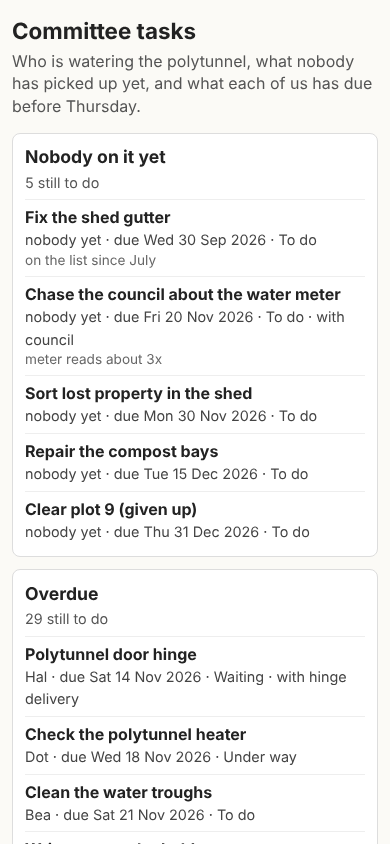 Committee tasks
Who is watering the polytunnel, what nobody
has picked up yet, and what each of us has due
before Thursday.
Nobody on it yet
5 still to do
Fix the shed gutter
nobody yet · due Wed 30 Sep 2026 · To do
on the list since July
Chase the council about the water meter
nobody yet · due Fri 20 Nov 2026 · To do · with
council
meter reads about 3x
Sort lost property in the shed
nobody yet · due Mon 30 Nov 2026 · To do
Repair the compost bays
nobody yet · due Tue 15 Dec 2026 · To do
Clear plot 9 (given up)
nobody yet · due Thu 31 Dec 2026 · To do
Overdue
29 still to do
Polytunnel door hinge
Hal · due Sat 14 Nov 2026 · Waiting · with hinge
delivery
Check the polytunnel heater
Dot · due Wed 18 Nov 2026 · Under way
Clean the water troughs
Bea · due Sat 21 Nov 2026 · To do